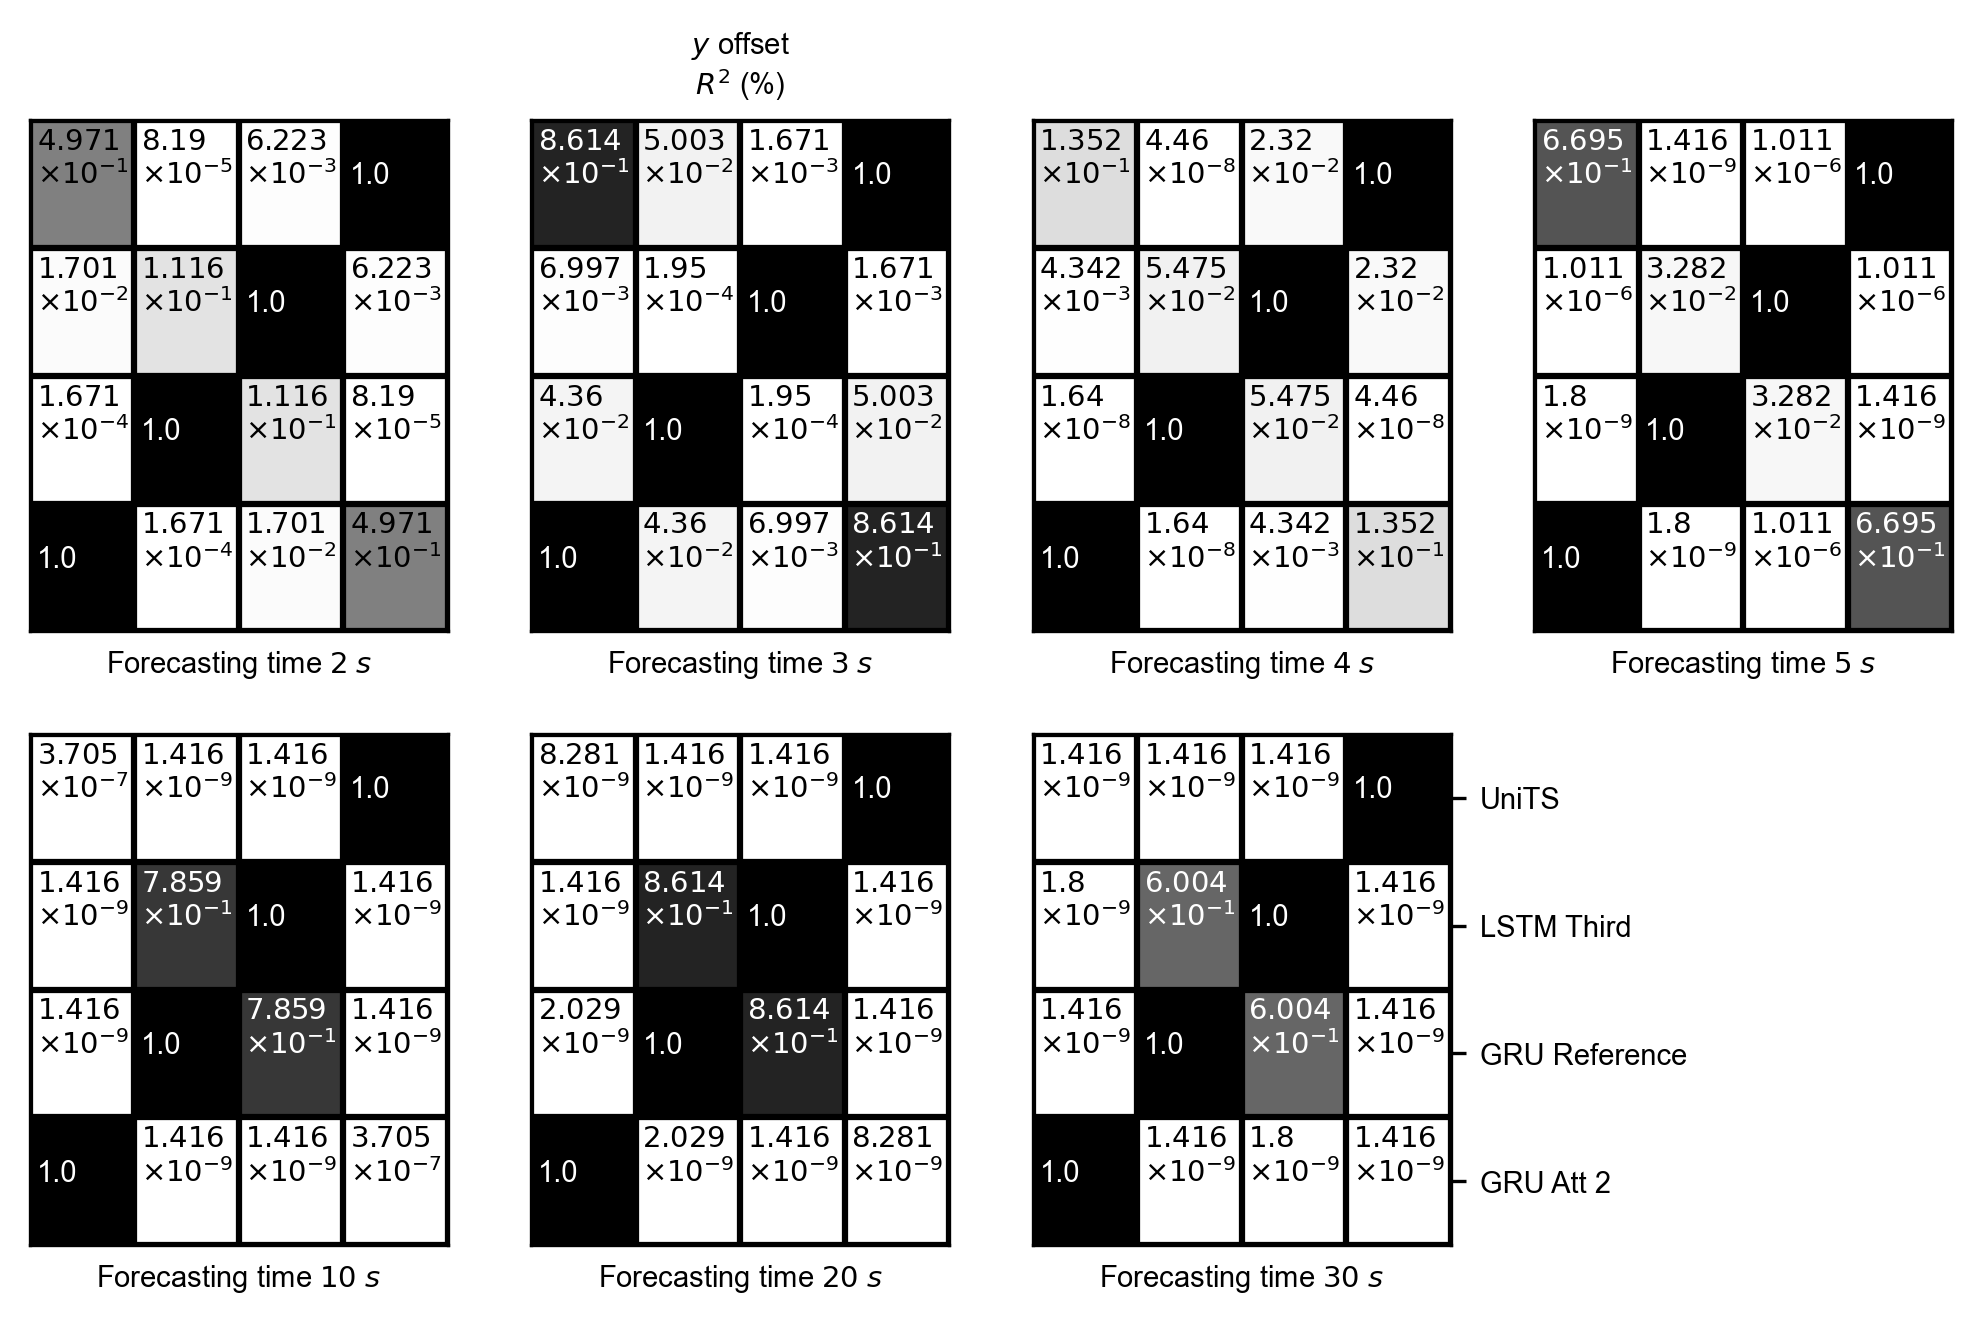 y offset
R² (%)
4.971 8.19 6.223
×10⁻¹ ×10⁻⁵ ×10⁻³ 1.0
1.701 1.116
×10⁻² ×10⁻¹ 1.0 6.223 ×10⁻³
1.671
×10⁻⁴ 1.0 1.116 ×10⁻¹ 8.19 ×10⁻⁵
1.0 1.671 ×10⁻⁴ 1.701 ×10⁻² 4.971 ×10⁻¹
Forecasting time 2 s
8.614 ×10⁻¹ 5.003 ×10⁻² 1.671 ×10⁻³ 1.0
6.997 ×10⁻³ 1.95 ×10⁻⁴ 1.0 1.671 ×10⁻³
4.36 ×10⁻² 1.0 1.95 ×10⁻⁴ 5.003 ×10⁻²
1.0 4.36 ×10⁻² 6.997 ×10⁻³ 8.614 ×10⁻¹
Forecasting time 3 s
1.352 ×10⁻¹ 4.46 ×10⁻⁸ 2.32 ×10⁻² 1.0
4.342 ×10⁻³ 5.475 ×10⁻² 1.0 2.32 ×10⁻²
1.64 ×10⁻⁸ 1.0 5.475 ×10⁻² 4.46 ×10⁻⁸
1.0 1.64 ×10⁻⁸ 4.342 ×10⁻³ 1.352 ×10⁻¹
Forecasting time 4 s
6.695 ×10⁻¹ 1.416 ×10⁻⁹ 1.011 ×10⁻⁶ 1.0
1.011 ×10⁻⁶ 3.282 ×10⁻² 1.0 1.011 ×10⁻⁶
1.8 ×10⁻⁹ 1.0 3.282 ×10⁻² 1.416 ×10⁻⁹
1.0 1.8 ×10⁻⁹ 1.011 ×10⁻⁶ 6.695 ×10⁻¹
Forecasting time 5 s
3.705 ×10⁻⁷ 1.416 ×10⁻⁹ 1.416 ×10⁻⁹ 1.0
1.416 ×10⁻⁹ 7.859 ×10⁻¹ 1.0 1.416 ×10⁻⁹
1.416 ×10⁻⁹ 1.0 7.859 ×10⁻¹ 1.416 ×10⁻⁹
1.0 1.416 ×10⁻⁹ 1.416 ×10⁻⁹ 3.705 ×10⁻⁷
Forecasting time 10 s
8.281 ×10⁻⁹ 1.416 ×10⁻⁹ 1.416 ×10⁻⁹ 1.0
1.416 ×10⁻⁹ 8.614 ×10⁻¹ 1.0 1.416 ×10⁻⁹
2.029 ×10⁻⁹ 1.0 8.614 ×10⁻¹ 1.416 ×10⁻⁹
1.0 2.029 ×10⁻⁹ 1.416 ×10⁻⁹ 8.281 ×10⁻⁹
Forecasting time 20 s
1.416 ×10⁻⁹ 1.416 ×10⁻⁹ 1.416 ×10⁻⁹ 1.0 UniTS
1.8 ×10⁻⁹ 6.004 ×10⁻¹ 1.0 1.416 ×10⁻⁹ LSTM Third
1.416 ×10⁻⁹ 1.0 6.004 ×10⁻¹ 1.416 ×10⁻⁹ GRU Reference
1.0 1.416 ×10⁻⁹ 1.8 ×10⁻⁹ 1.416 ×10⁻⁹ GRU Att 2
Forecasting time 30 s